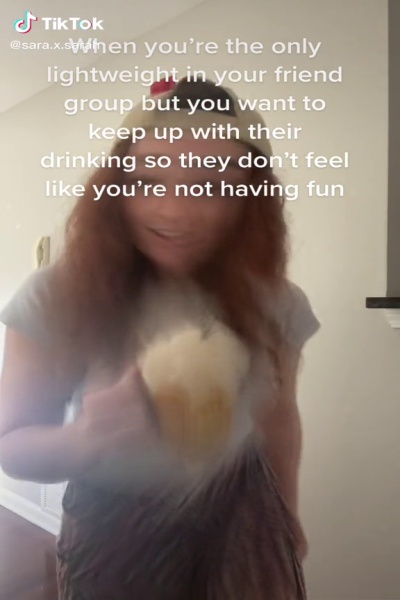 TikTok
When you’re the only
lightweight in your friend
group but you want to
keep up with their
drinking so they don’t feel
like you’re not having fun